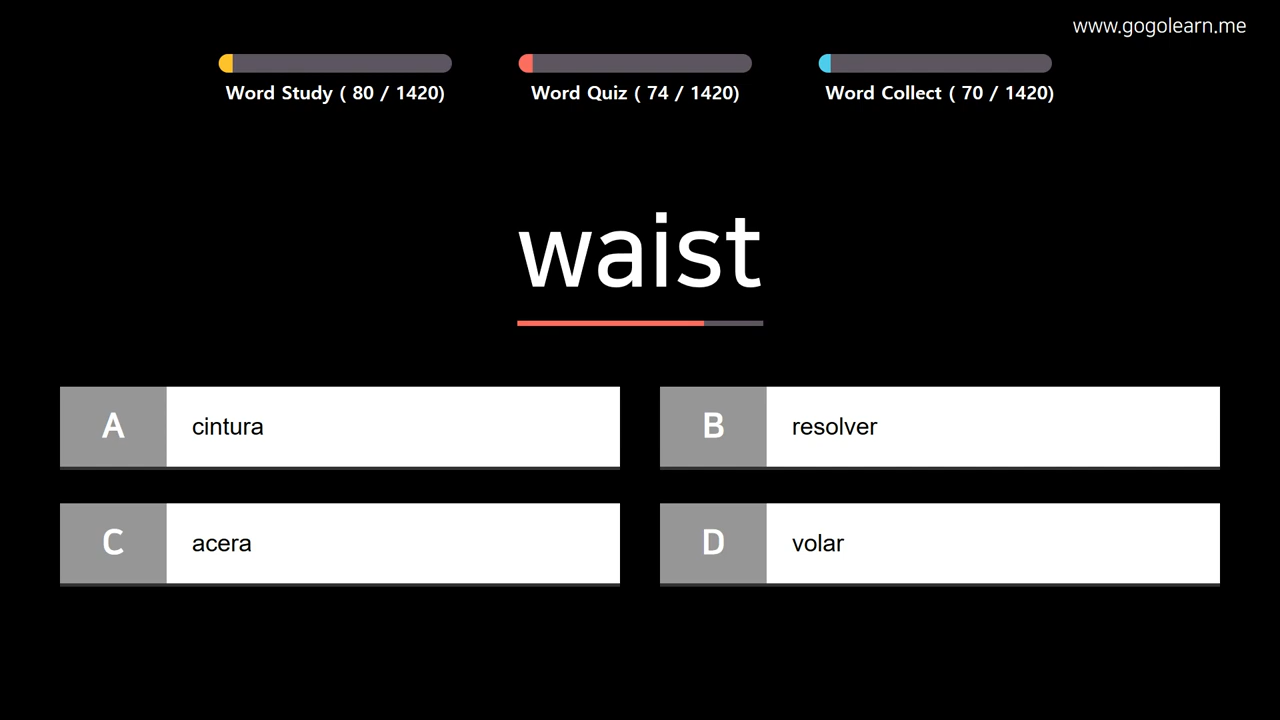 www.gogolearn.me
Word Study ( 80 / 1420)
Word Quiz ( 74 / 1420)
Word Collect ( 70 / 1420)
waist
A cintura
B resolver
C acera
D volar